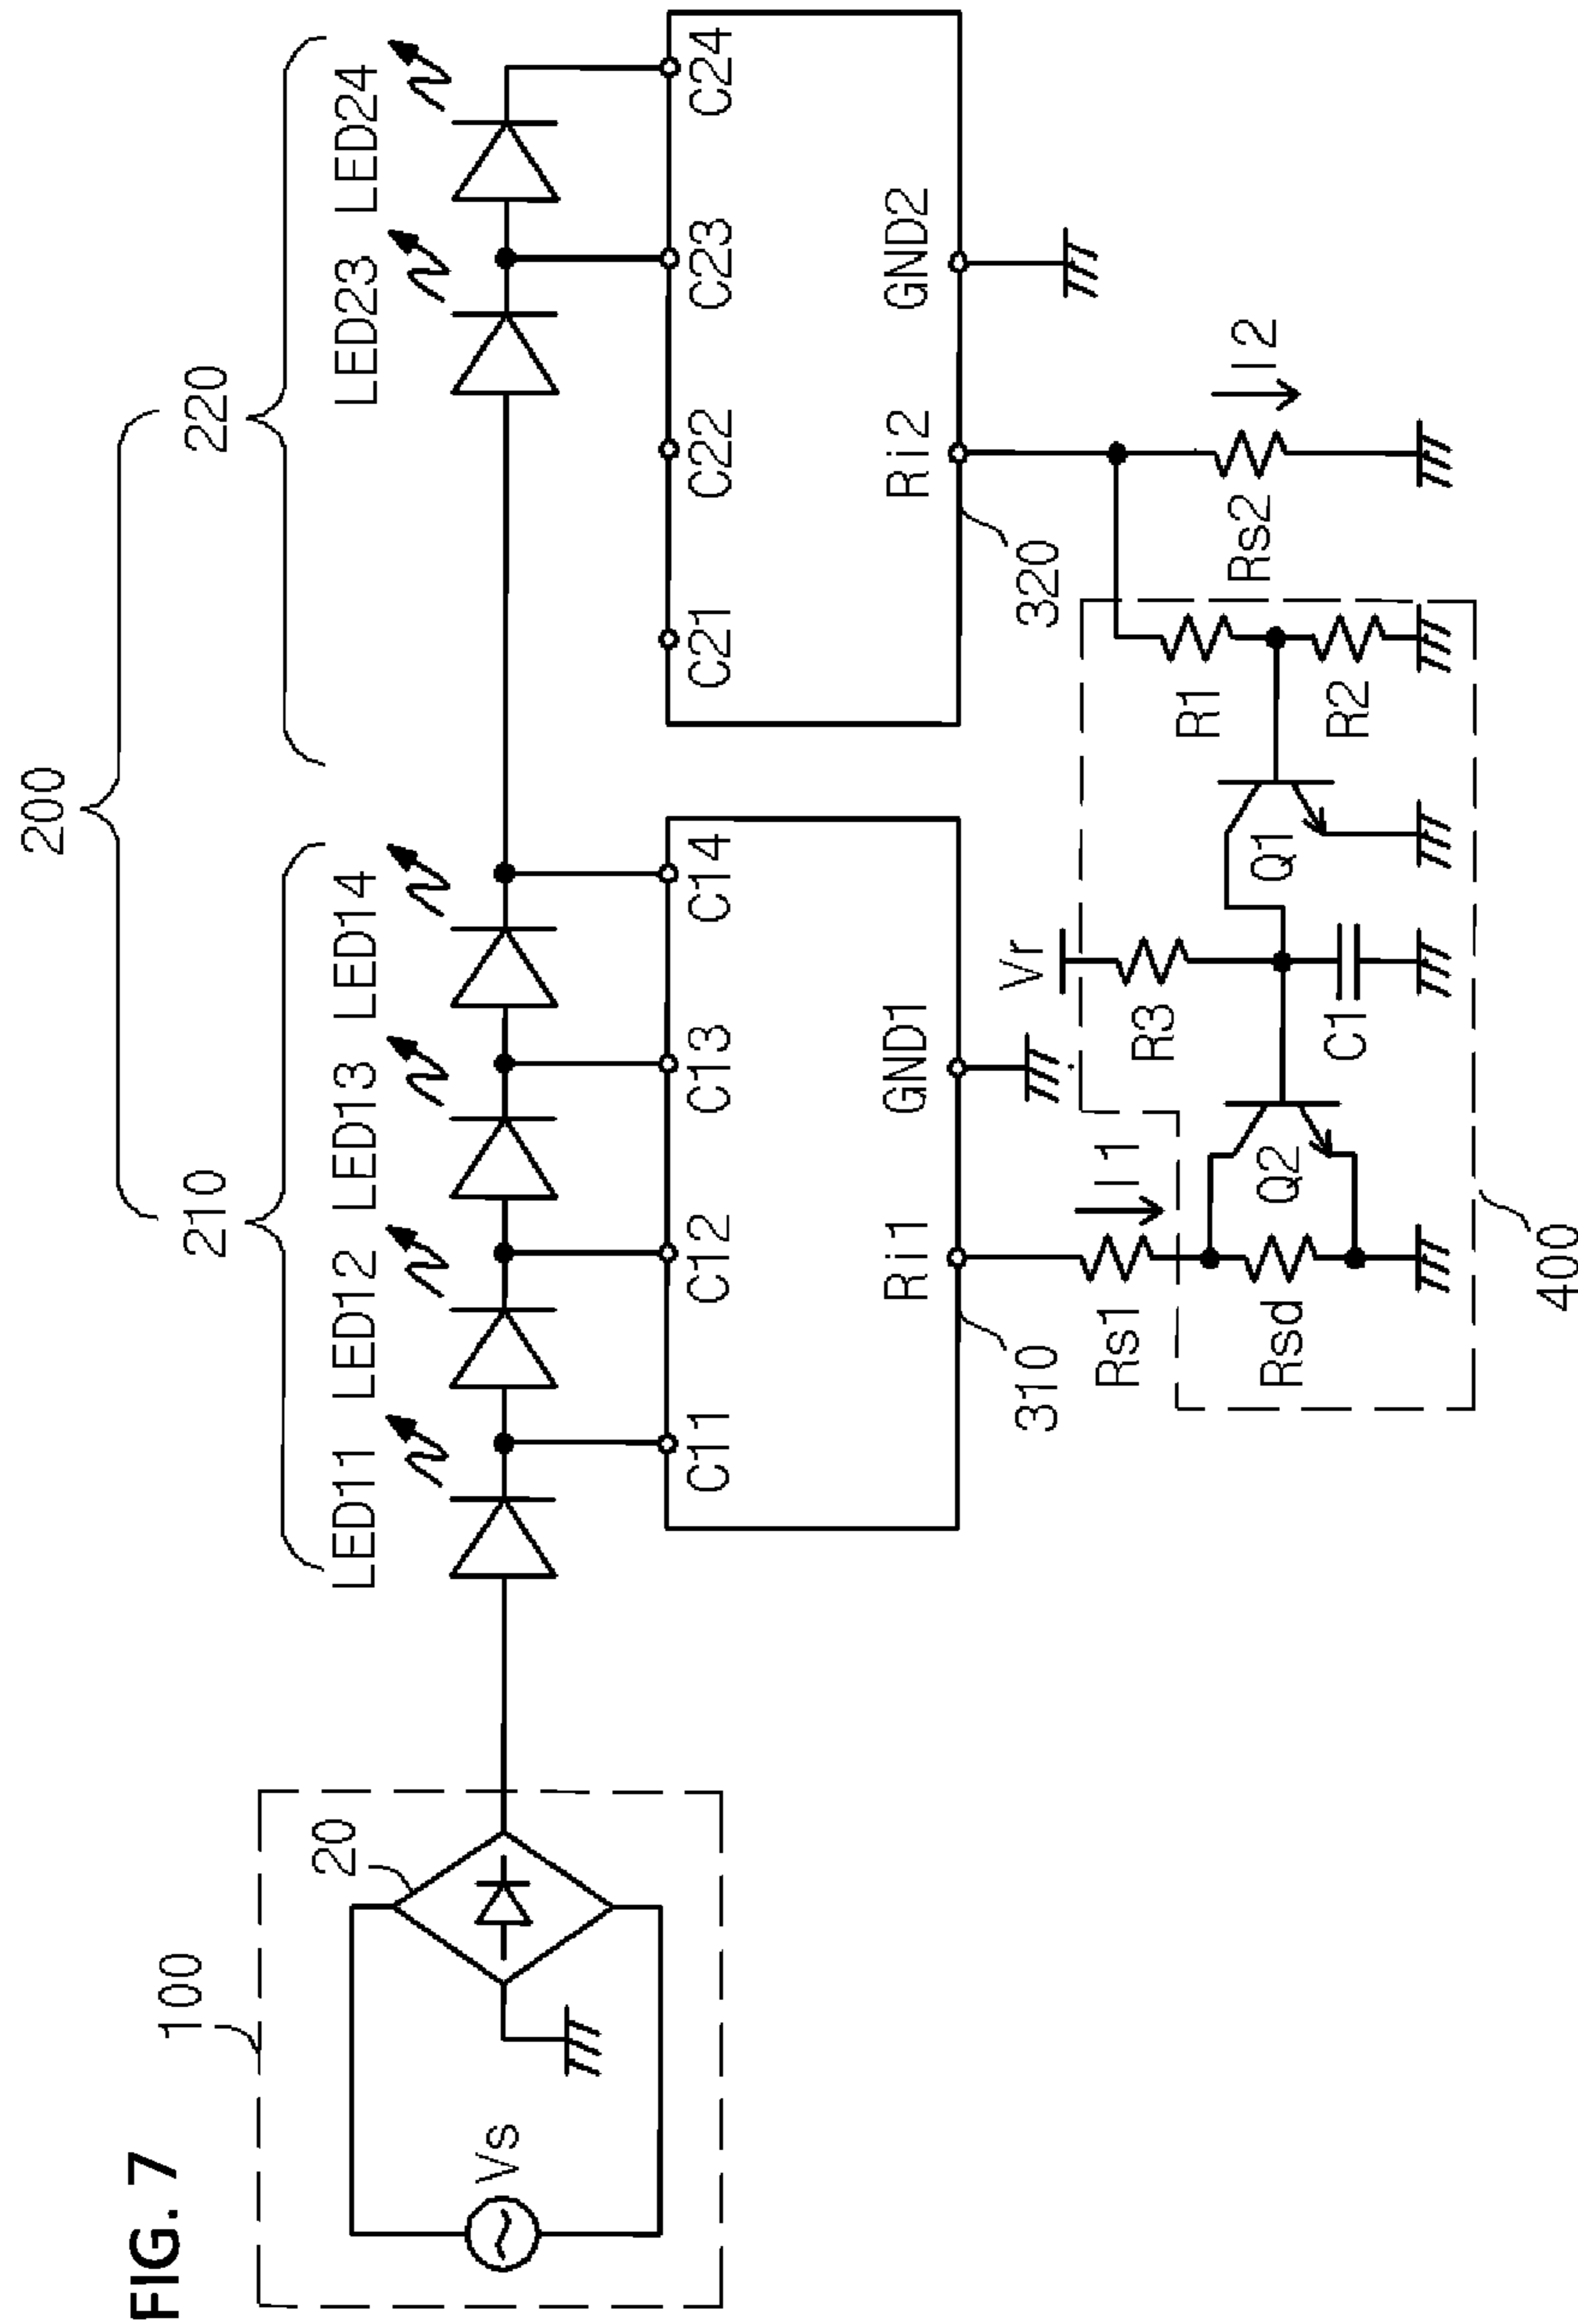 FIG. 7
200
210
220
100
20
Vs
LED11
LED12
LED13
LED14
LED23
LED24
C11
C12
C13
C14
C21
C22
C23
C24
Ri1
GND1
Ri2
GND2
310
320
Rs1
I1
Vr
R3
Rs2
I2
R1
Rsd
Q2
C1
Q1
R2
400